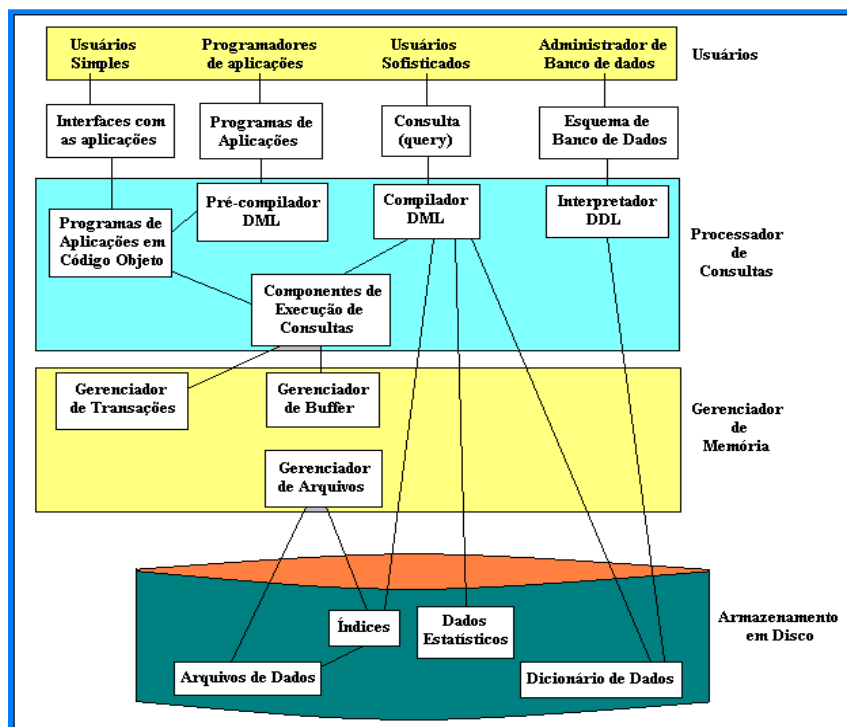 Usuários
Simples
Programadores
de aplicações
Usuários
Sofisticados
Administrador de
Banco de dados
Usuários
Interfaces com
as aplicações
Programas de
Aplicações
Consulta
(query)
Esquema de
Banco de Dados
Programas de
Aplicações em
Código Objeto
Pré-compilador
DML
Compilador
DML
Interpretador
DDL
Processador
de
Consultas
Componentes de
Execução de
Consultas
Gerenciador
de Transações
Gerenciador
de Buffer
Gerenciador
de
Memória
Gerenciador
de Arquivos
Índices
Dados
Estatísticos
Armazenamento
em Disco
Arquivos de Dados
Dicionário de Dados